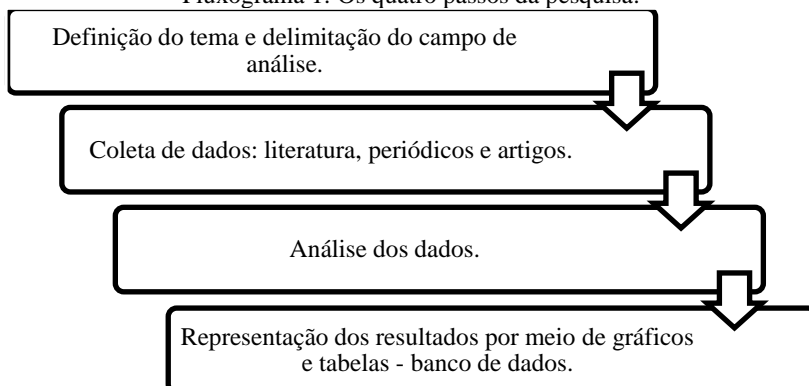 Fluxograma 1: Os quatro passos da pesquisa.
Definição do tema e delimitação do campo de
análise.
Coleta de dados: literatura, periódicos e artigos.
Análise dos dados.
Representação dos resultados por meio de gráficos
e tabelas - banco de dados.